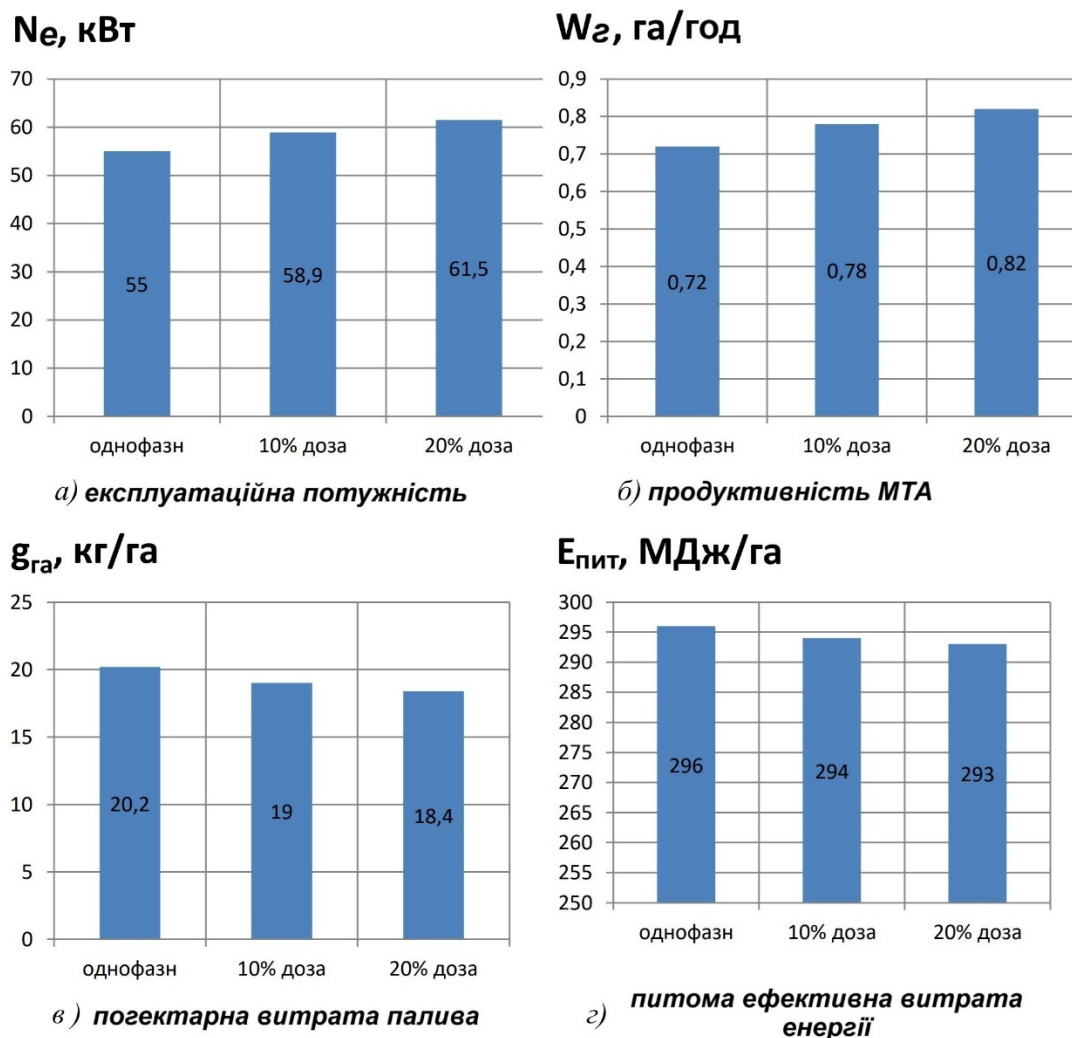 Ne, кВт
70
60
50
40
30
20
10
0
55
58,9
61,5
однофазн
10% доза
20% доза
а) експлуатаційна потужність
Wг, га/год
0,9
0,8
0,7
0,6
0,5
0,4
0,3
0,2
0,1
0
0,72
0,78
0,82
однофазн
10% доза
20% доза
б) продуктивність МТА
gга, кг/га
25
20
15
10
5
0
20,2
19
18,4
однофазн
10% доза
20% доза
в ) погектарна витрата палива
Eпит, МДж/га
300
295
290
285
280
275
270
265
260
255
250
296
294
293
однофазн
10% доза
20% доза
г) питома ефективна витрата
енергії